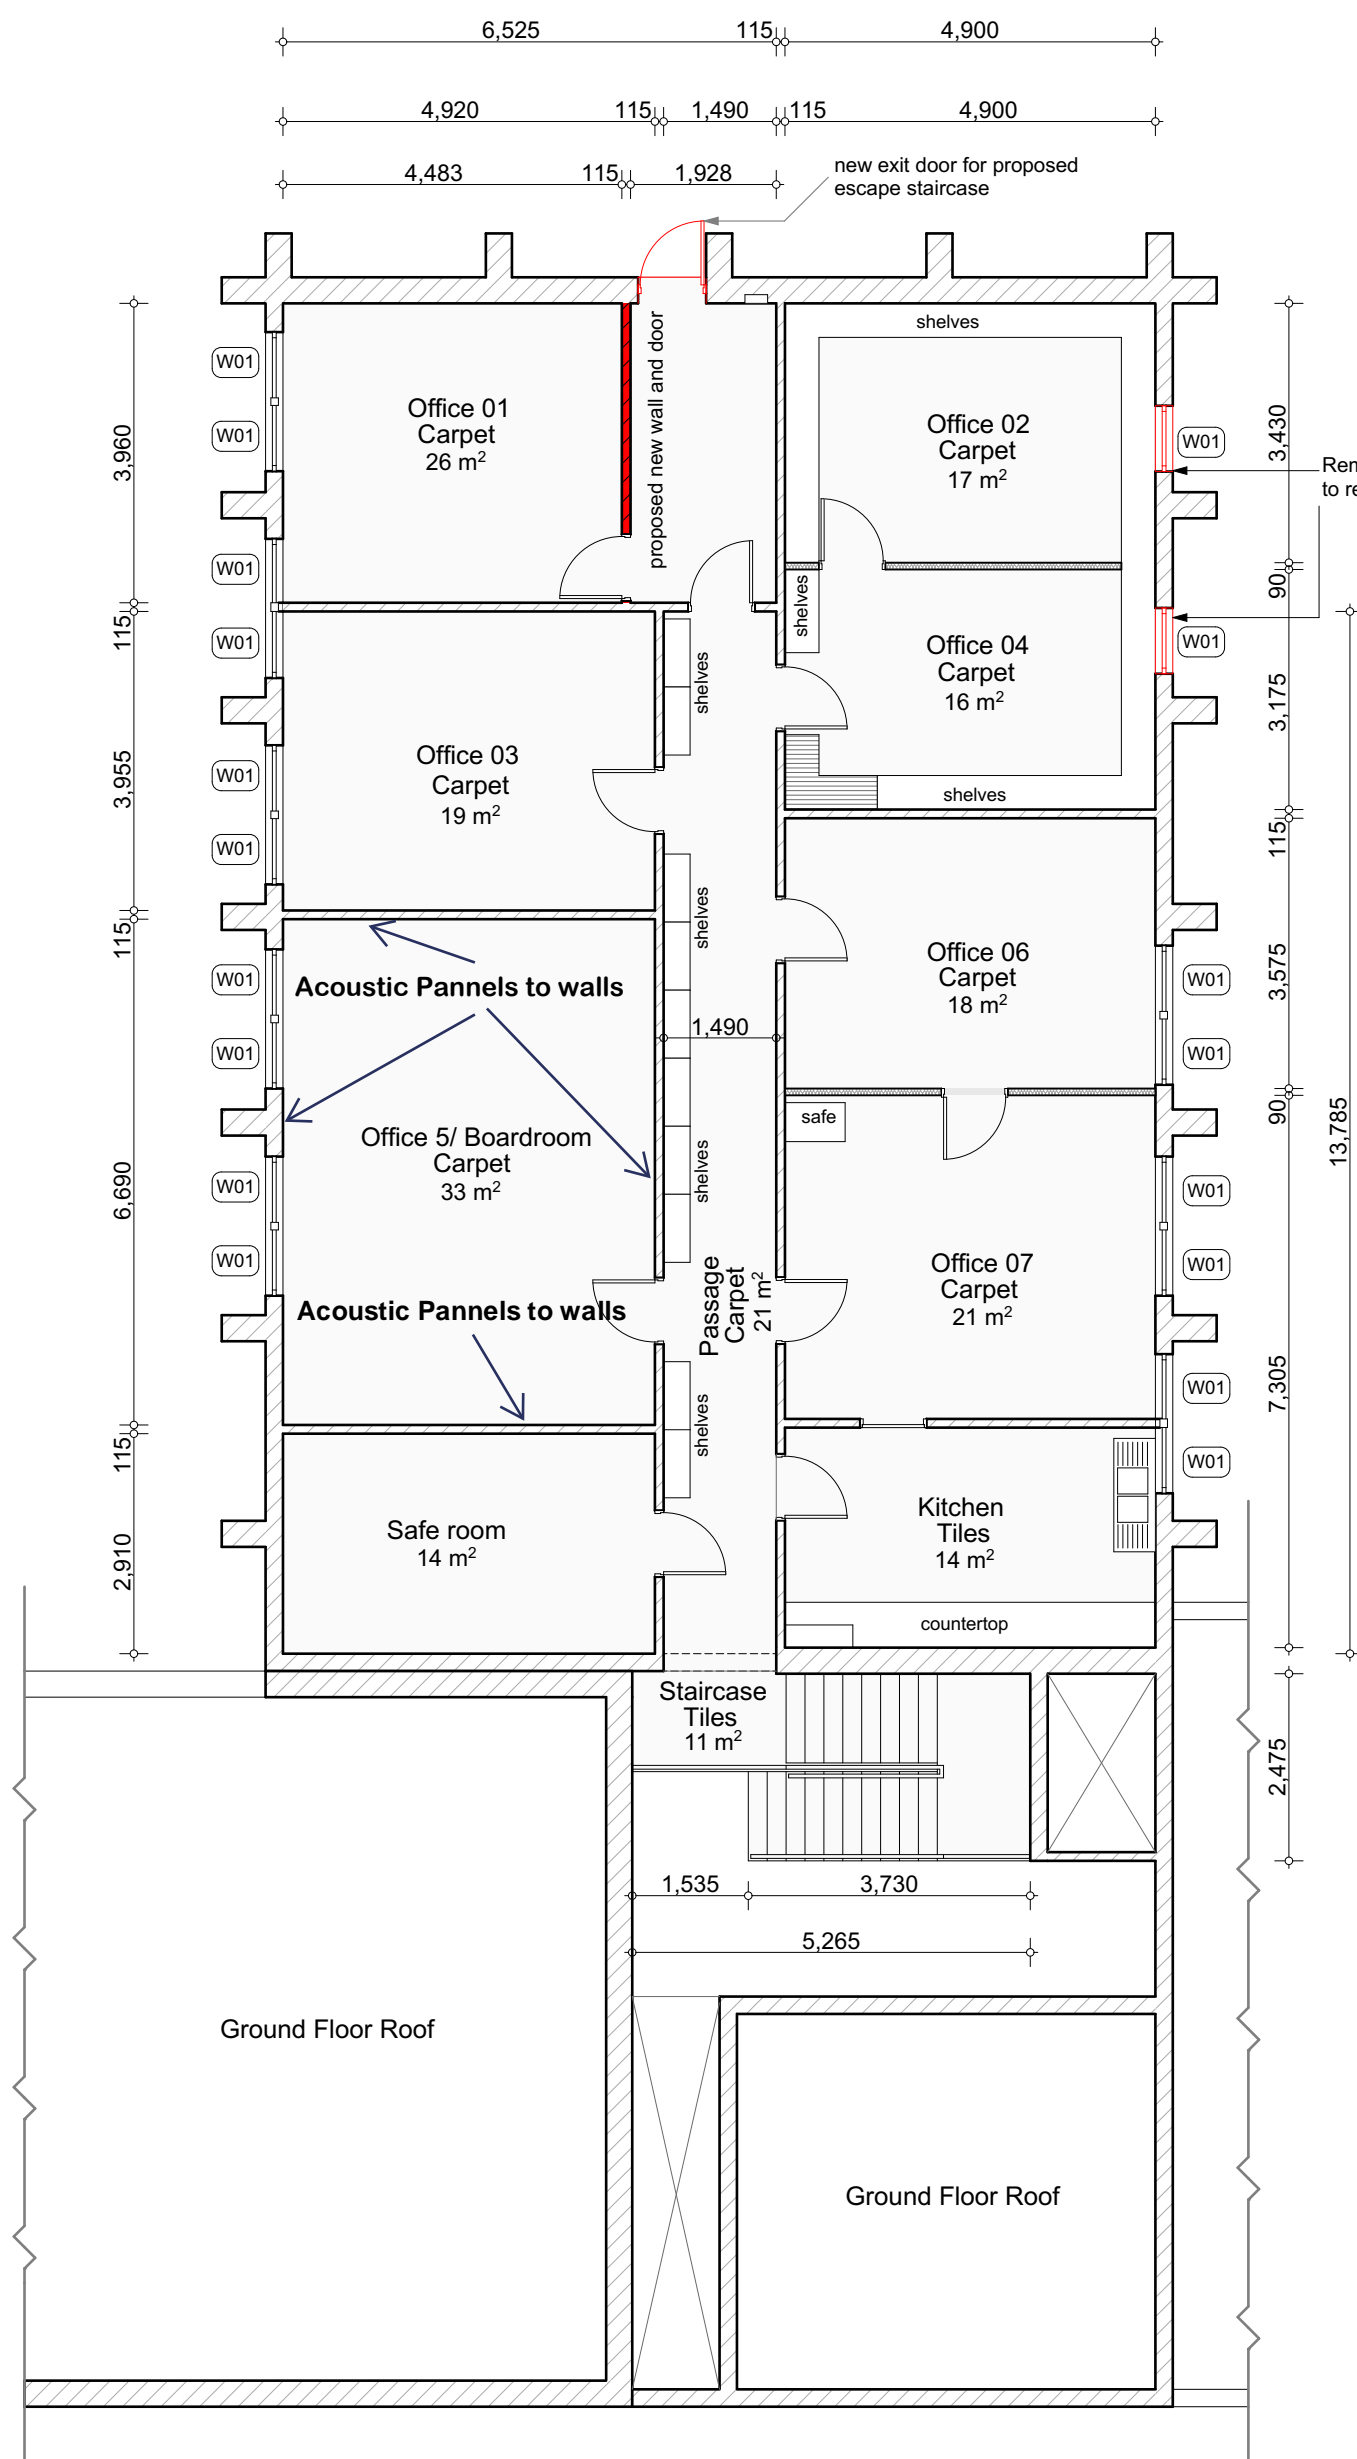 6,525
115
4,900
4,920
115
1,490
115
4,900
4,483
115
1,928
new exit door for proposed
escape staircase
shelves
proposed new wall and door
W01
W01
W01
W01
W01
W01
W01
W01
W01
W01
3,960
115
3,955
115
6,690
115
2,910
Office 01
Carpet
26 m²
Office 02
Carpet
17 m²
W01
3,430
to re
90
W01
3,175
shelves
Office 04
Carpet
16 m²
shelves
shelves
Office 03
Carpet
19 m²
115
shelves
Office 06
Carpet
18 m²
W01
W01
3,575
Acoustic Pannels to walls
1,490
safe
90
13,785
Office 5/ Boardroom
Carpet
33 m²
shelves
W01
W01
Passage
Carpet
21 m²
Office 07
Carpet
21 m²
Acoustic Pannels to walls
W01
W01
7,305
shelves
Safe room
14 m²
Kitchen
Tiles
14 m²
countertop
Staircase
Tiles
11 m²
2,475
1,535
3,730
5,265
Ground Floor Roof
Ground Floor Roof